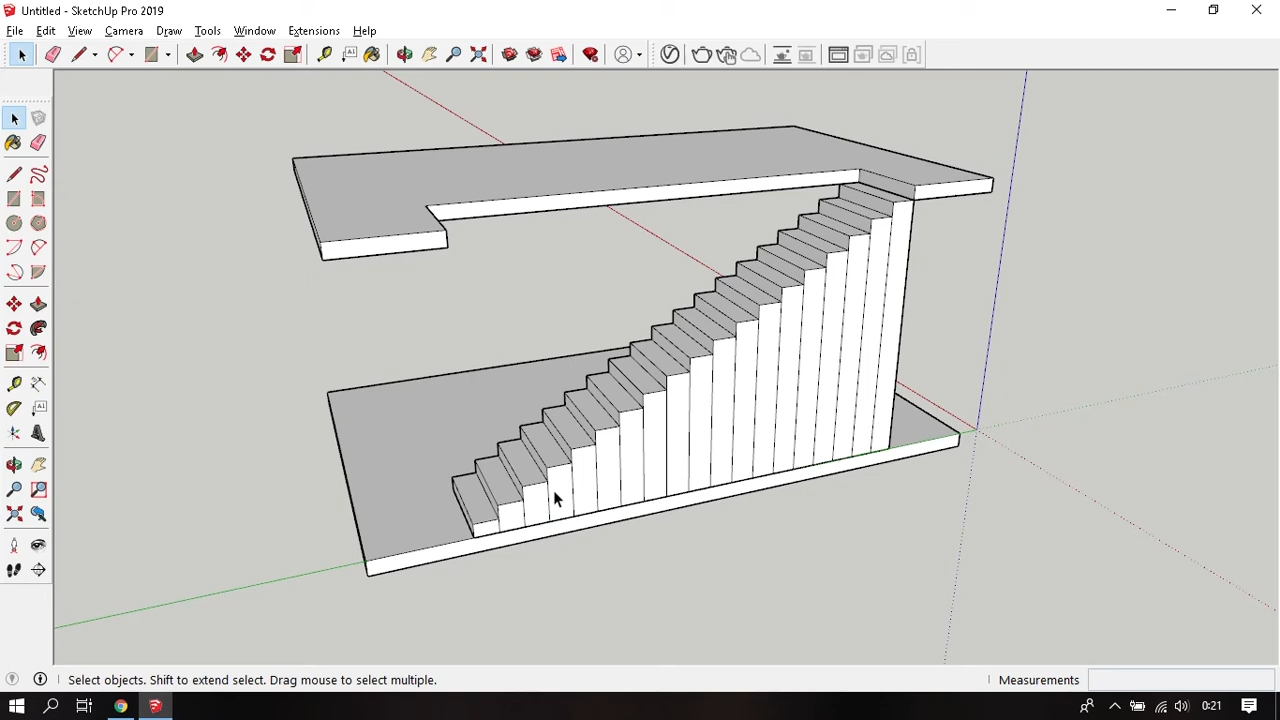 Untitled - SketchUp Pro 2019
File Edit View Camera Draw Tools Window Extensions Help
Select objects. Shift to extend select. Drag mouse to select multiple.
Measurements
0:21